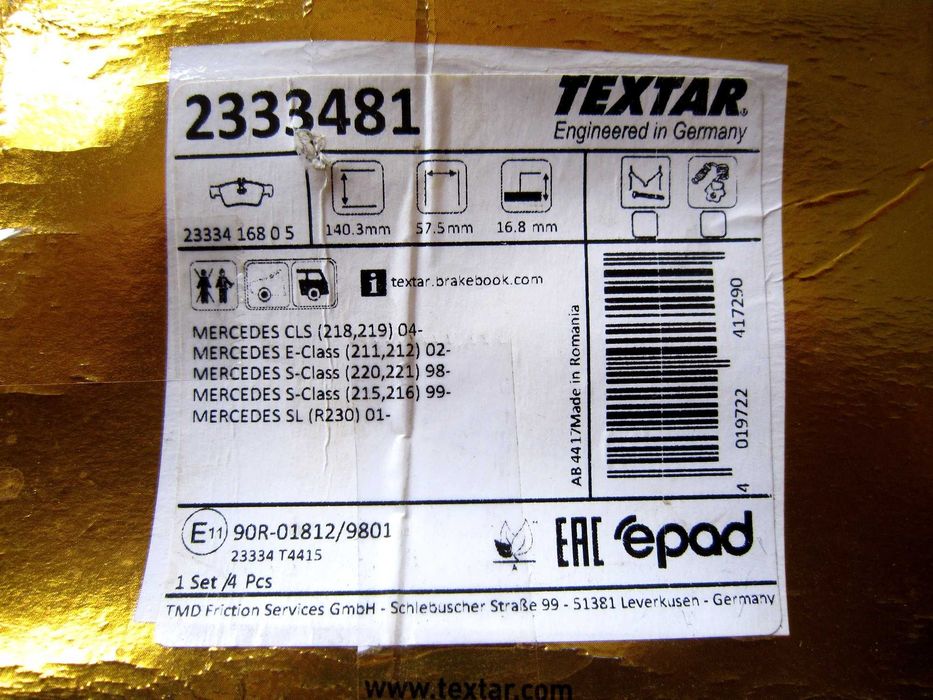 2333481
TEXTAR®
Engineered in Germany
23334 168 0 5
140.3mm
57.5mm
16.8 mm
i textar.brakebook.com
MERCEDES CLS (218,219) 04-
MERCEDES E-Class (211,212) 02-
MERCEDES S-Class (220,221) 98-
MERCEDES S-Class (215,216) 99-
MERCEDES SL (R230) 01-
AB 4417 Made in Romania
4 019722 417290
E11 90R-01812/9801
23334 T4415
1 Set /4 Pcs
A
EAC epad
TMD Friction Services GmbH - Schlebuscher Straße 99 - 51381 Leverkusen - Germany
www.textar.com